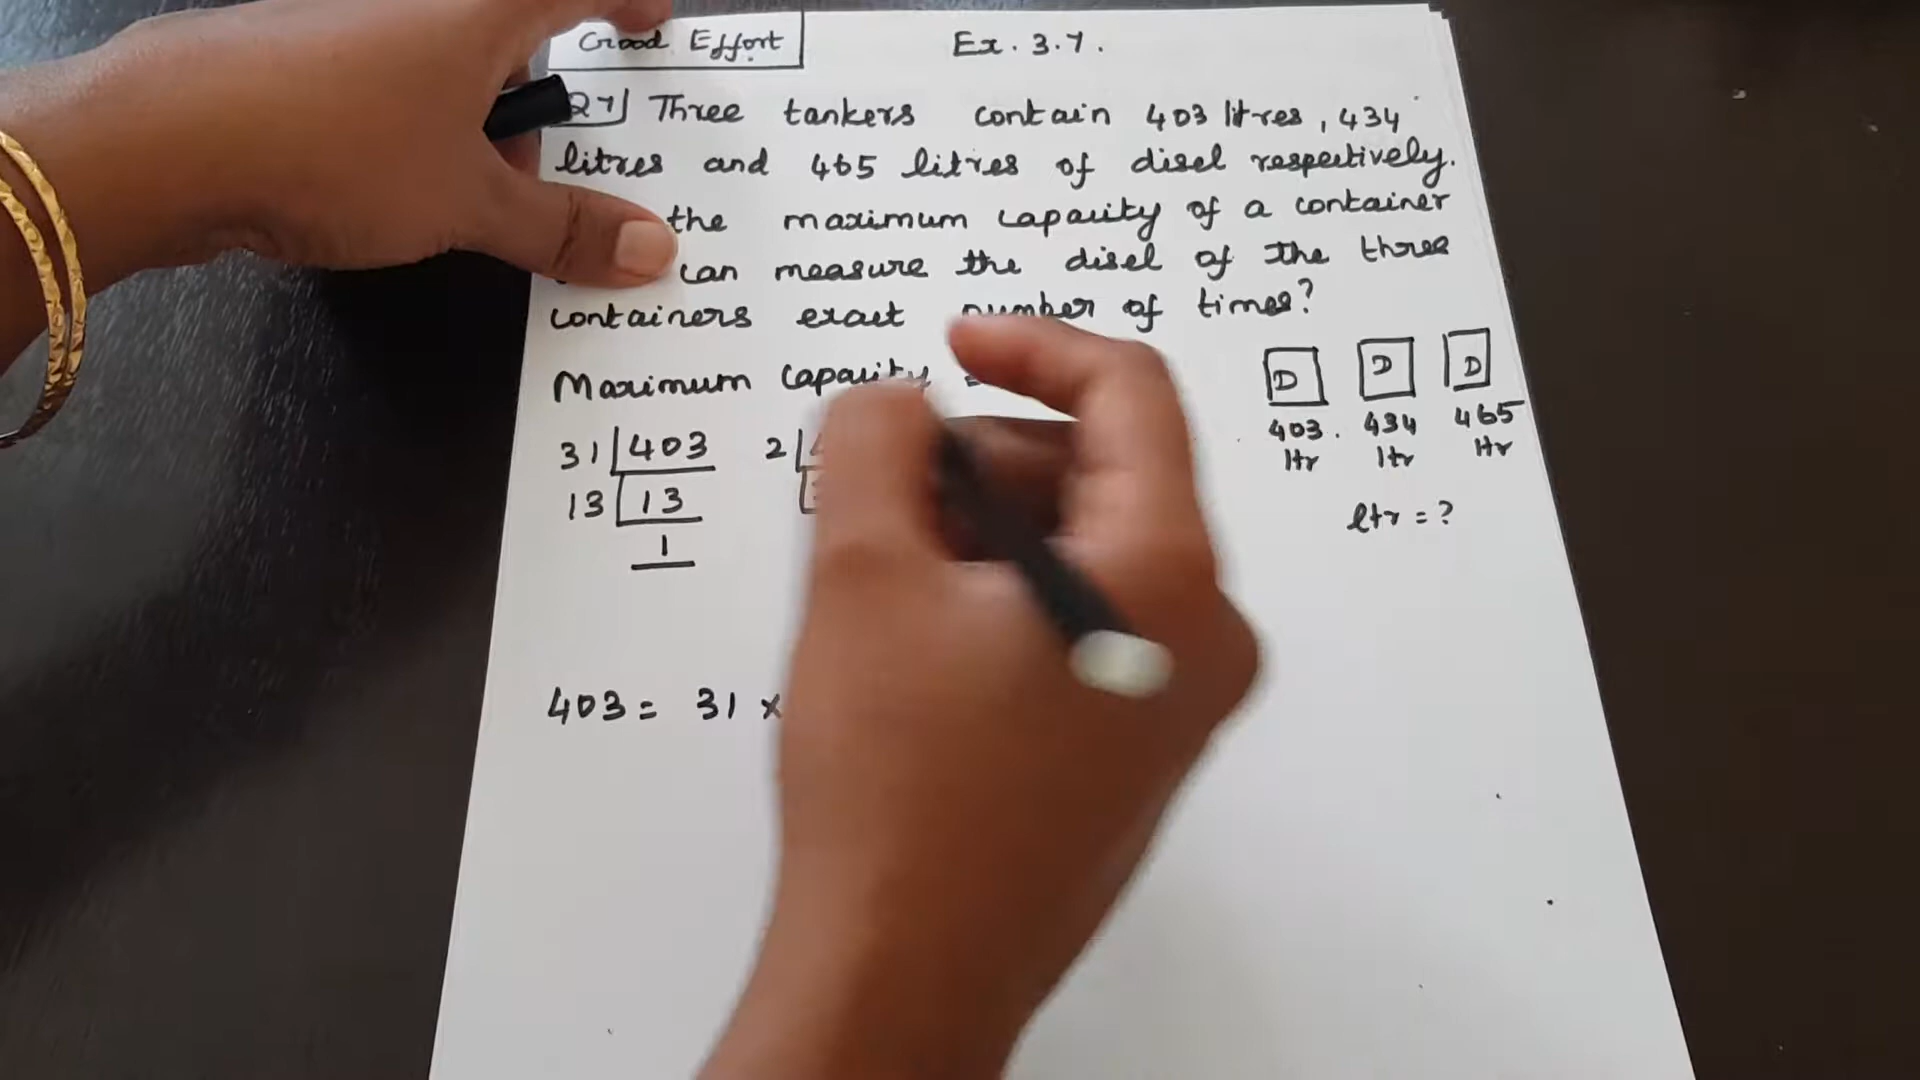 Good Effort
Ex. 3.7.
Q7) Three tankers contain 403 litres, 434
litres and 465 litres of disel respectively.
the maximum capacity of a container
can measure the disel of the three
containers exact number of times?
Maximum capacity =
31 403
13 13
1
2
D D D
403. 434 465
ltr ltr ltr
ltr = ?
403 = 31 ×